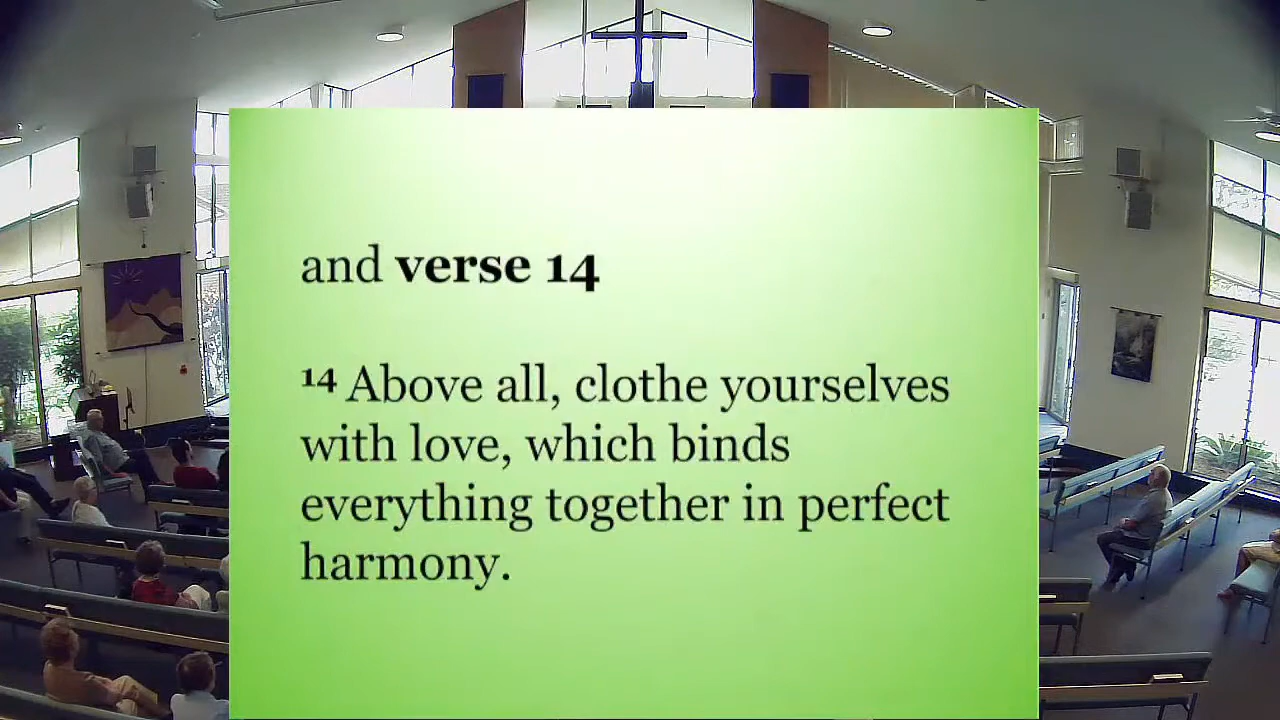 and verse 14
14 Above all, clothe yourselves
with love, which binds
everything together in perfect
harmony.